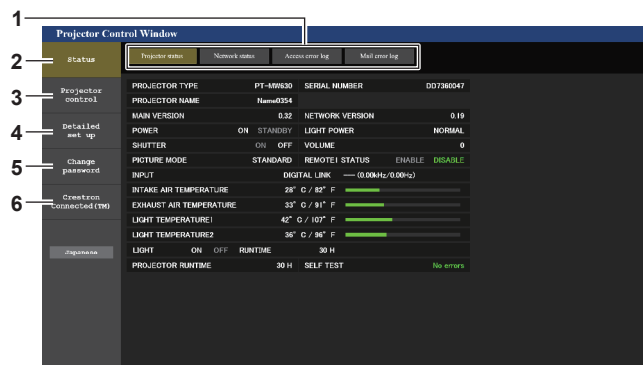 1
Projector Control Window
2
Status
Projector status Network status Access error log Mail error log
3
Projector control
4
Detailed set up
5
Change password
6
Crestron Connected(TM)
Japanese
PROJECTOR TYPE PT-MW630 SERIAL NUMBER DD7360047
PROJECTOR NAME Name0354
MAIN VERSION 0.32 NETWORK VERSION 0.19
POWER ON STANDBY LIGHT POWER NORMAL
SHUTTER ON OFF VOLUME 0
PICTURE MODE STANDARD REMOTE1 STATUS ENABLE DISABLE
INPUT DIGITAL LINK — (0.00kHz/0.00Hz)
INTAKE AIR TEMPERATURE 28° C / 82° F
EXHAUST AIR TEMPERATURE 33° C / 91° F
LIGHT TEMPERATURE1 42° C / 107° F
LIGHT TEMPERATURE2 36° C / 96° F
LIGHT ON OFF RUNTIME 30 H
PROJECTOR RUNTIME 30 H SELF TEST No errors